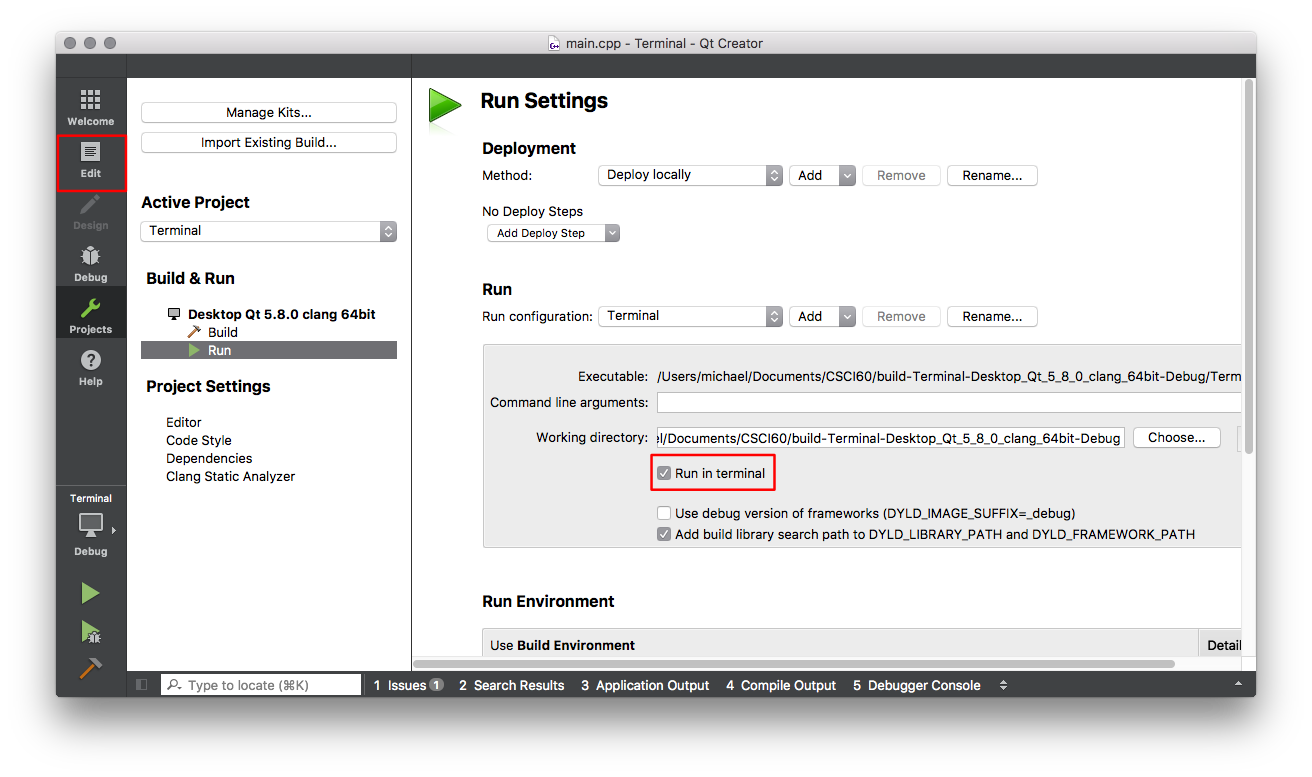 main.cpp - Terminal - Qt Creator
Welcome
Edit
Design
Debug
Projects
Help
Terminal
Debug
Manage Kits...
Import Existing Build...
Active Project
Terminal
Build & Run
Desktop Qt 5.8.0 clang 64bit
Build
Run
Project Settings
Editor
Code Style
Dependencies
Clang Static Analyzer
Run Settings
Deployment
Method: Deploy locally Add Remove Rename...
No Deploy Steps
Add Deploy Step
Run
Run configuration: Terminal Add Remove Rename...
Executable: /Users/michael/Documents/CSCI60/build-Terminal-Desktop_Qt_5_8_0_clang_64bit-Debug/Term
Command line arguments:
Working directory: el/Documents/CSCI60/build-Terminal-Desktop_Qt_5_8_0_clang_64bit-Debug Choose...
Run in terminal
Use debug version of frameworks (DYLD_IMAGE_SUFFIX=_debug)
Add build library search path to DYLD_LIBRARY_PATH and DYLD_FRAMEWORK_PATH
Run Environment
Use Build Environment Detail
Type to locate (⌘K) 1 Issues 1 2 Search Results 3 Application Output 4 Compile Output 5 Debugger Console